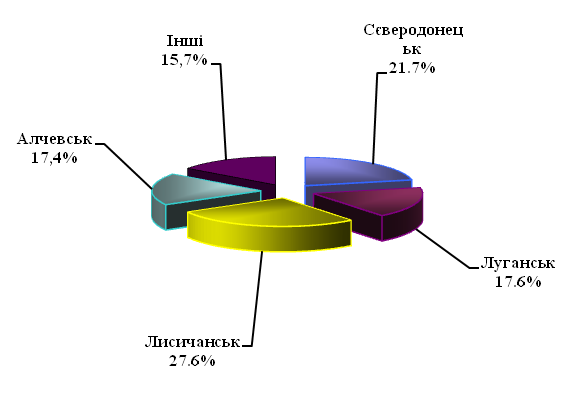 Інші
15,7%
Сєверодонец
ьк
21.7%
Алчевськ
17,4%
Луганськ
17.6%
Лисичанськ
27.6%